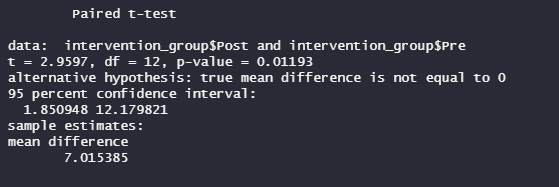 Paired t-test
data:  intervention_group$Post and intervention_group$Pre
t = 2.9597, df = 12, p-value = 0.01193
alternative hypothesis: true mean difference is not equal to 0
95 percent confidence interval:
1.850948 12.179821
sample estimates:
mean difference
7.015385